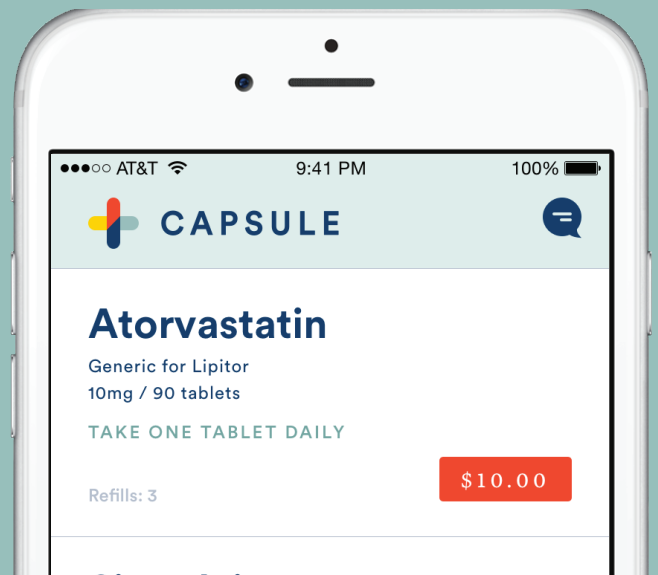 AT&T 9:41 PM 100%
CAPSULE
Atorvastatin
Generic for Lipitor
10mg / 90 tablets
TAKE ONE TABLET DAILY
$10.00
Refills: 3